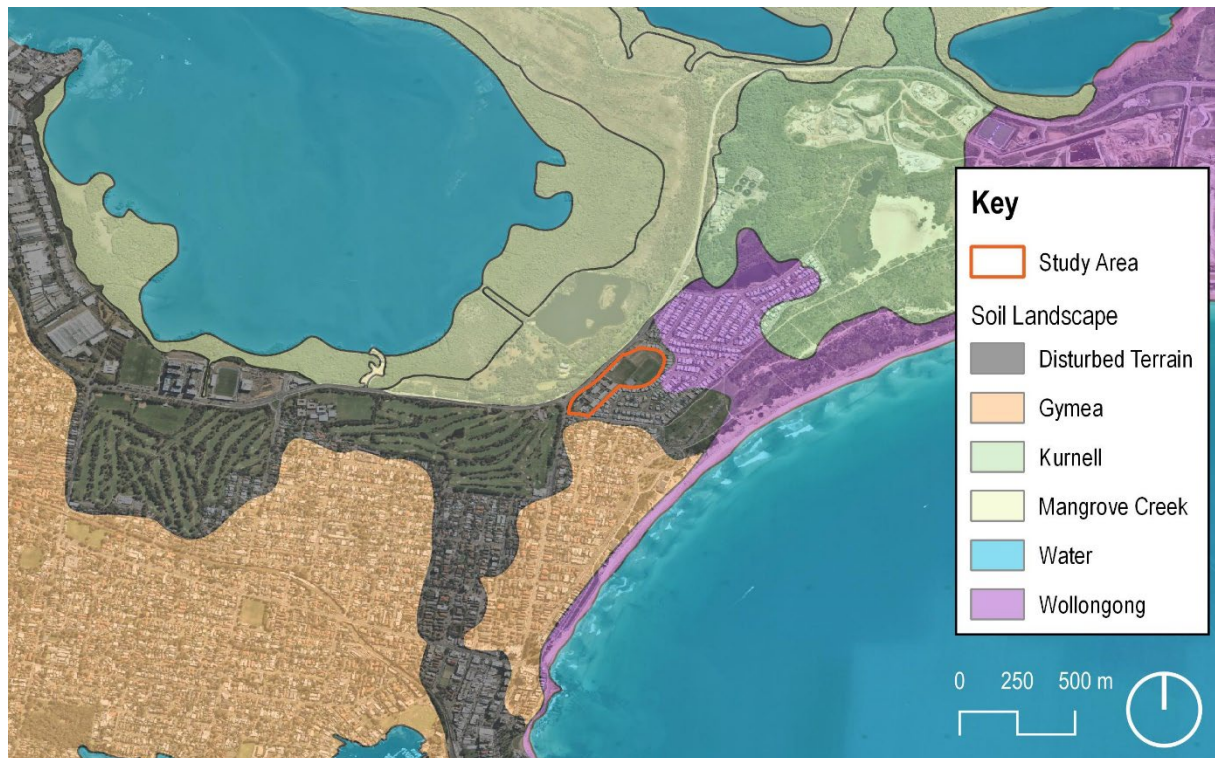 Key
Study Area
Soil Landscape
Disturbed Terrain
Gymea
Kurnell
Mangrove Creek
Water
Wollongong
0 250 500 m